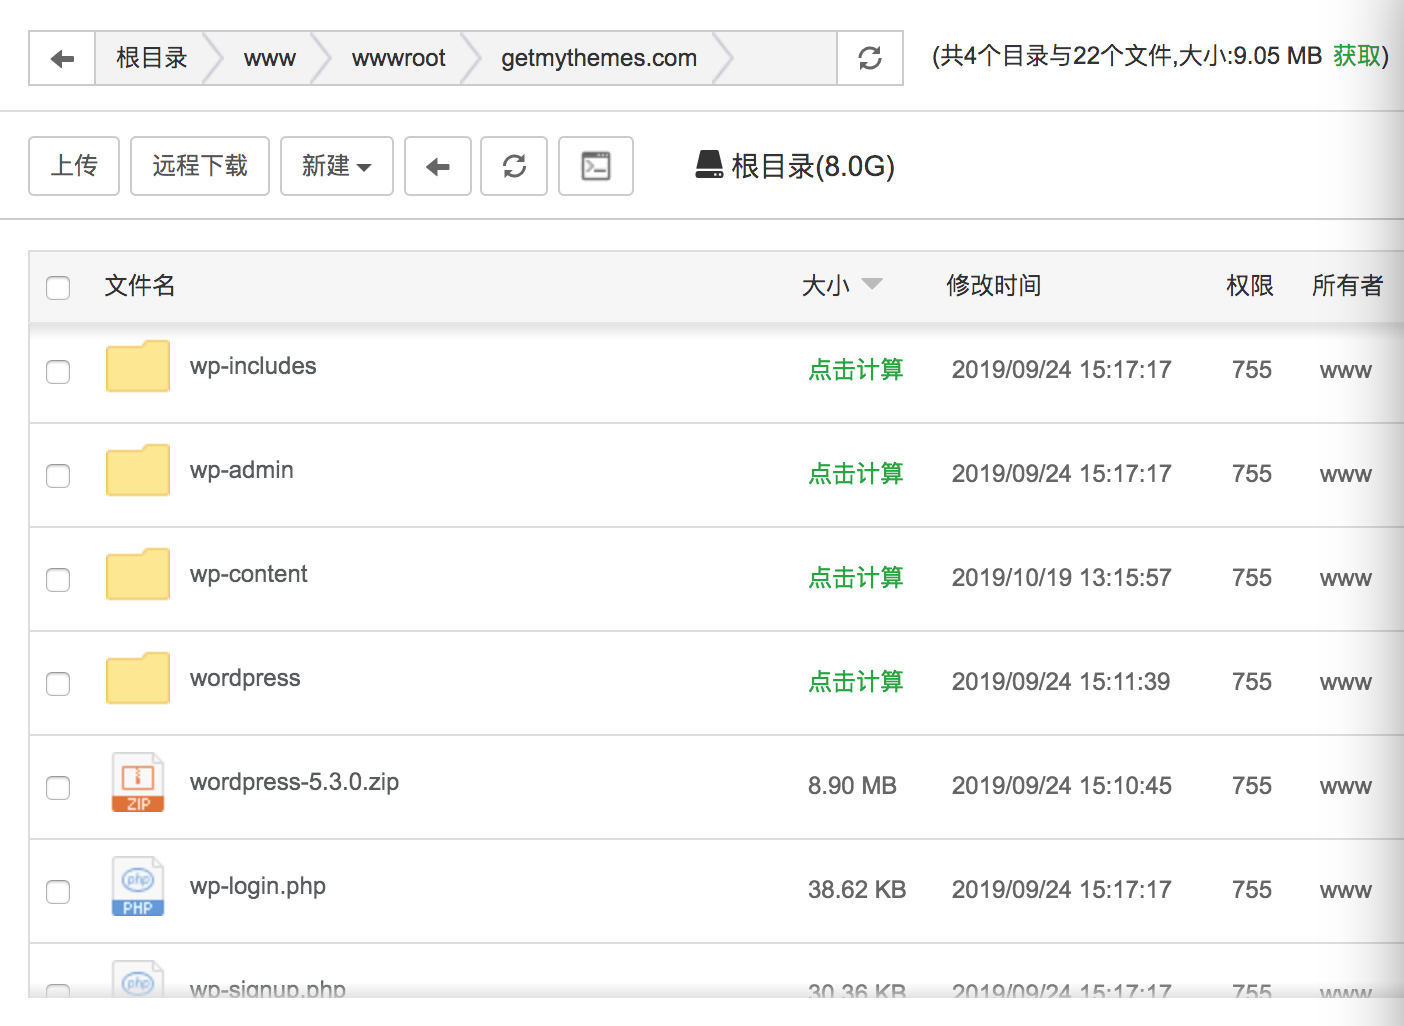 根目录 www wwwroot getmythemes.com (共4个目录与22个文件,大小:9.05 MB 获取)
上传 远程下载 新建 根目录(8.0G)
文件名 大小 修改时间 权限 所有者
wp-includes 点击计算 2019/09/24 15:17:17 755 www
wp-admin 点击计算 2019/09/24 15:17:17 755 www
wp-content 点击计算 2019/10/19 13:15:57 755 www
wordpress 点击计算 2019/09/24 15:11:39 755 www
ZIP wordpress-5.3.0.zip 8.90 MB 2019/09/24 15:10:45 755 www
php PHP wp-login.php 38.62 KB 2019/09/24 15:17:17 755 www
php wp-signup.php 30.36 KB 2019/09/24 15:17:17 755 www